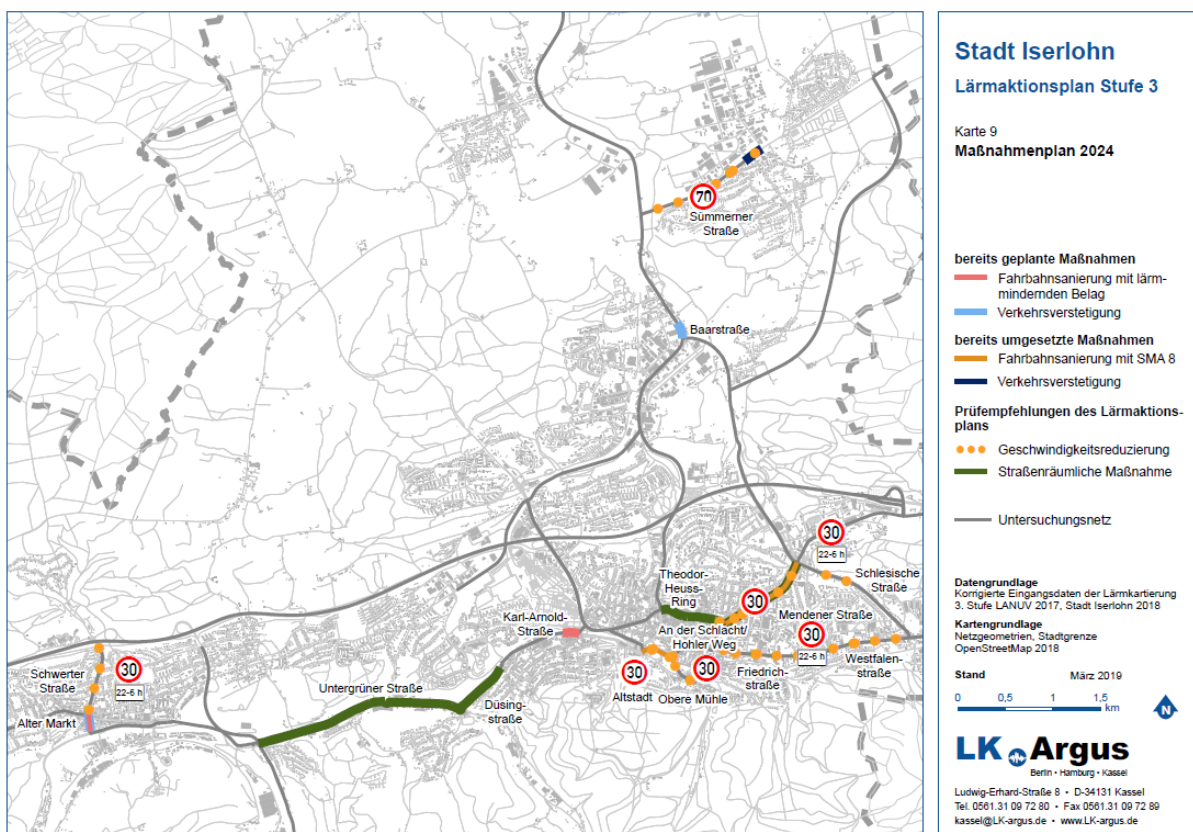 70
Sümmerner
Straße
Baarstraße
30
22-6 h
Schlesische
Straße
Theodor-
Heuss-
Ring
30
Mendener Straße
Karl-Arnold-
Straße
An der Schlacht/
Hohler Weg
30
22-6 h
Westfalen-
straße
Friedrich-
straße
30
Altstadt
30
Obere Mühle
Schwerter
Straße
30
22-6 h
Alter Markt
Untergrüner Straße
Düsing-
straße
Stadt Iserlohn
Lärmaktionsplan Stufe 3
Karte 9
Maßnahmenplan 2024
bereits geplante Maßnahmen
Fahrbahnsanierung mit lärm-
mindernden Belag
Verkehrsverstetigung
bereits umgesetzte Maßnahmen
Fahrbahnsanierung mit SMA 8
Verkehrsverstetigung
Prüfempfehlungen des Lärmaktions-
plans
Geschwindigkeitsreduzierung
Straßenräumliche Maßnahme
Untersuchungsnetz
Datengrundlage
Korrigierte Eingangsdaten der Lärmkartierung
3. Stufe LANUV 2017, Stadt Iserlohn 2018
Kartengrundlage
Netzgeometrien, Stadtgrenze
OpenStreetMap 2018
Stand März 2019
0 0,5 1 1,5
km
N
LK Argus
Berlin • Hamburg • Kassel
Ludwig-Erhard-Straße 8 • D-34131 Kassel
Tel. 0561.31 09 72 80 • Fax 0561.31 09 72 89
kassel@LK-argus.de • www.LK-argus.de